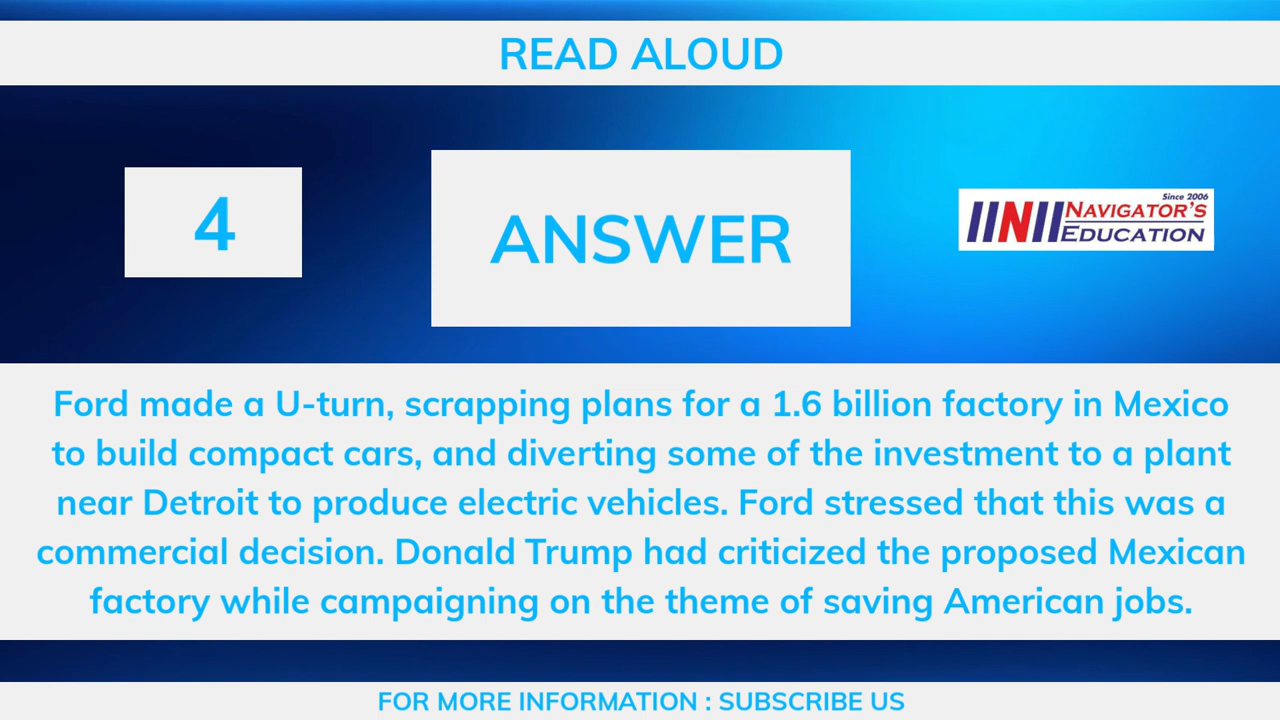 READ ALOUD
4
ANSWER
Since 2006
NAVIGATOR'S
EDUCATION
Ford made a U-turn, scrapping plans for a 1.6 billion factory in Mexico
to build compact cars, and diverting some of the investment to a plant
near Detroit to produce electric vehicles. Ford stressed that this was a
commercial decision. Donald Trump had criticized the proposed Mexican
factory while campaigning on the theme of saving American jobs.
FOR MORE INFORMATION : SUBSCRIBE US